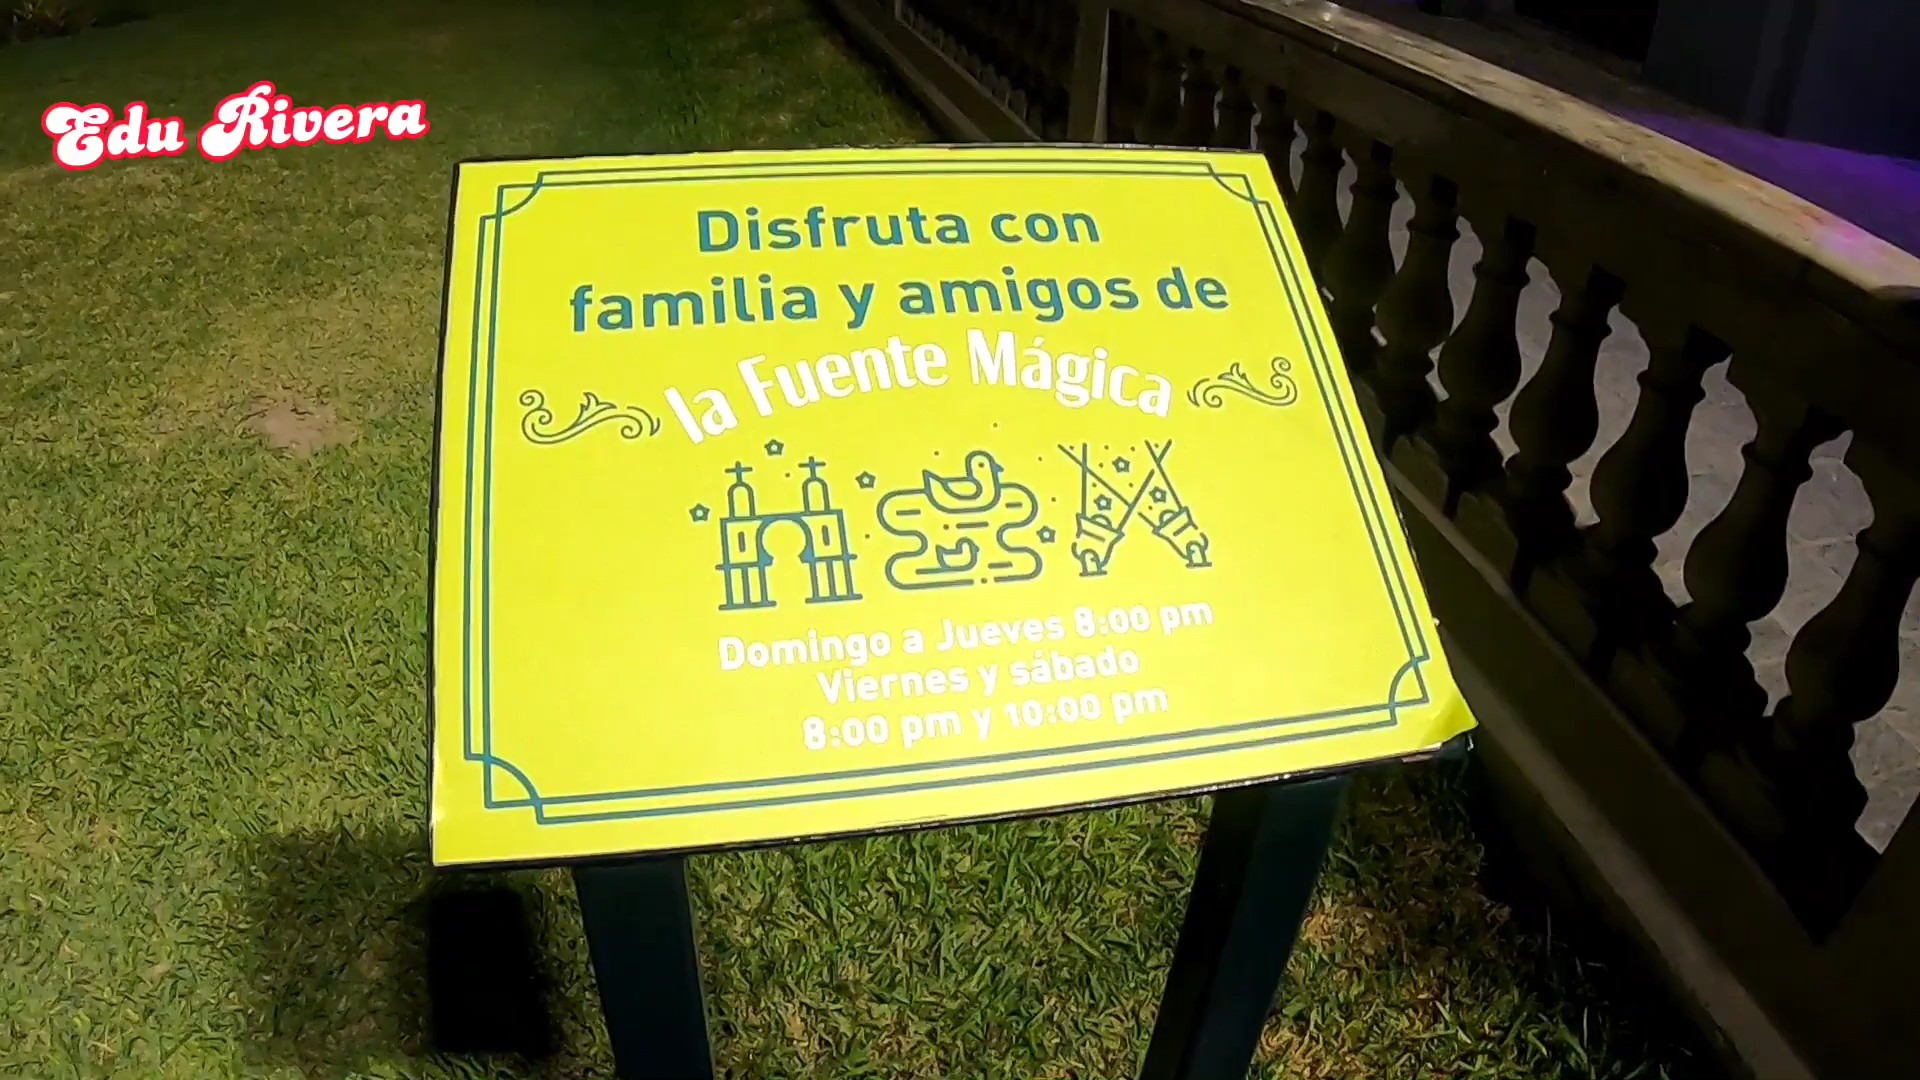 Edu Rivera
Disfruta con
familia y amigos de
la Fuente Mágica
Domingo a Jueves 8:00 pm
Viernes y sábado
8:00 pm y 10:00 pm